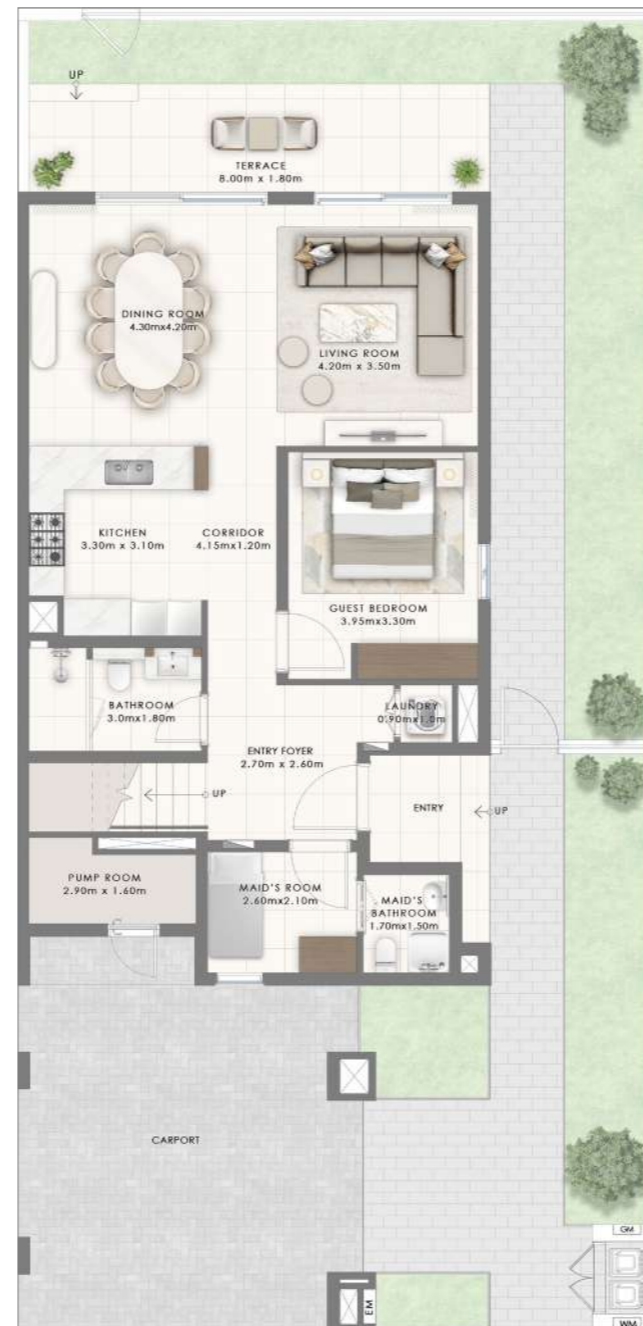 UP
TERRACE
8.00m x 1.80m
DINING ROOM
4.30mx4.20m
LIVING ROOM
4.20m x 3.50m
KITCHEN
3.30m x 3.10m
CORRIDOR
4.15mx1.20m
GUEST BEDROOM
3.95mx3.30m
BATHROOM
3.0mx1.80m
LAUNDRY
0.90mx1.0m
ENTRY FOYER
2.70m x 2.60m
UP
ENTRY
UP
PUMP ROOM
2.90m x 1.60m
MAID'S ROOM
2.60mx2.10m
MAID'S
BATHROOM
1.70mx1.50m
CARPORT
GM
EM
WM